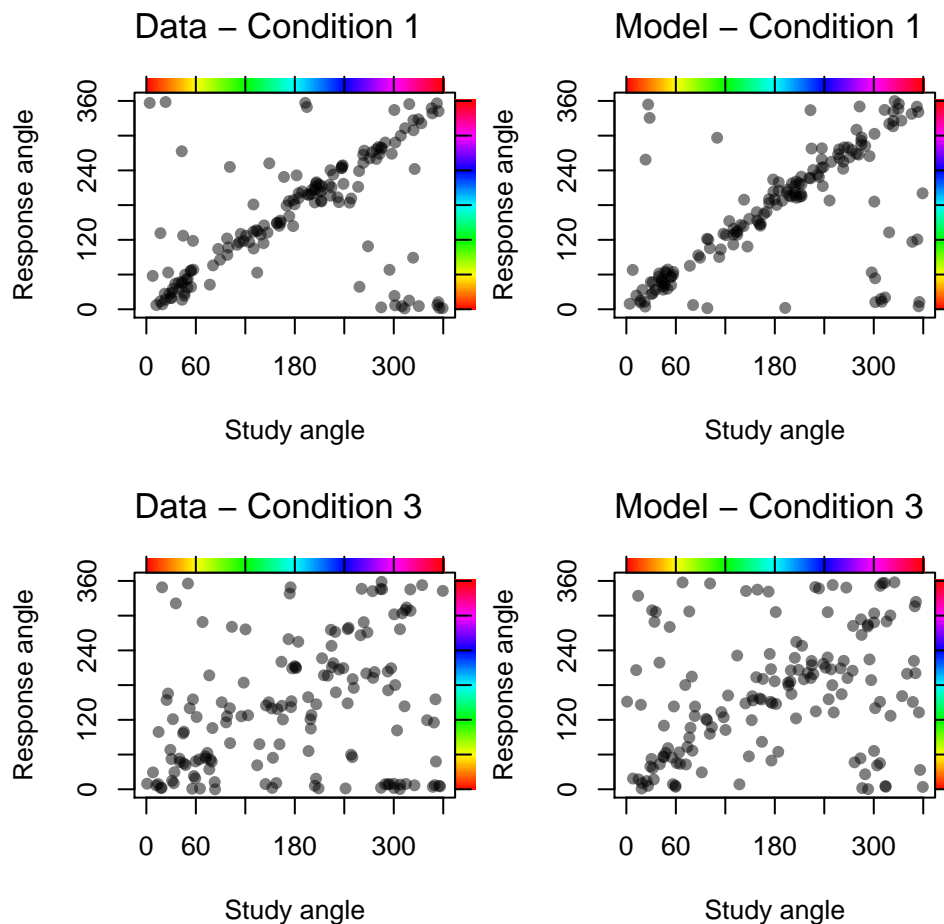 Data – Condition 1
Response angle
360
240
120
0
0 60 180 300
Study angle
Model – Condition 1
Response angle
360
240
120
0
0 60 180 300
Study angle
Data – Condition 3
Response angle
360
240
120
0
0 60 180 300
Study angle
Model – Condition 3
Response angle
360
240
120
0
0 60 180 300
Study angle